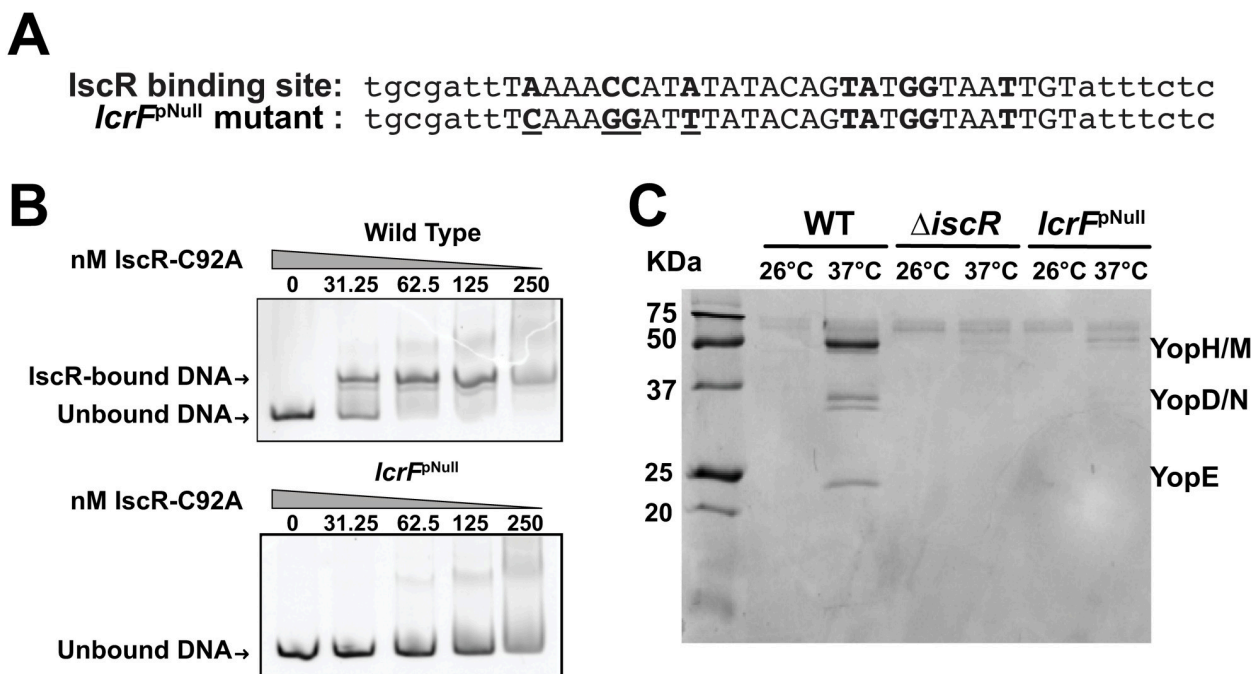 A
IscR binding site: tgcgatttTAAAACCATATATACAGTATGGTAATTGTatttctc
lcrFpNull mutant : tgcgatttTCAAAGGATTTATACAGTATGGTAATTGTatttctc
B
Wild Type
nM IscR-C92A
0 31.25 62.5 125 250
IscR-bound DNA→
Unbound DNA→
lcrFpNull
nM IscR-C92A
0 31.25 62.5 125 250
Unbound DNA→
C
WT ΔiscR lcrFpNull
KDa 26°C 37°C 26°C 37°C 26°C 37°C
75
50
YopH/M
37
YopD/N
25
YopE
20